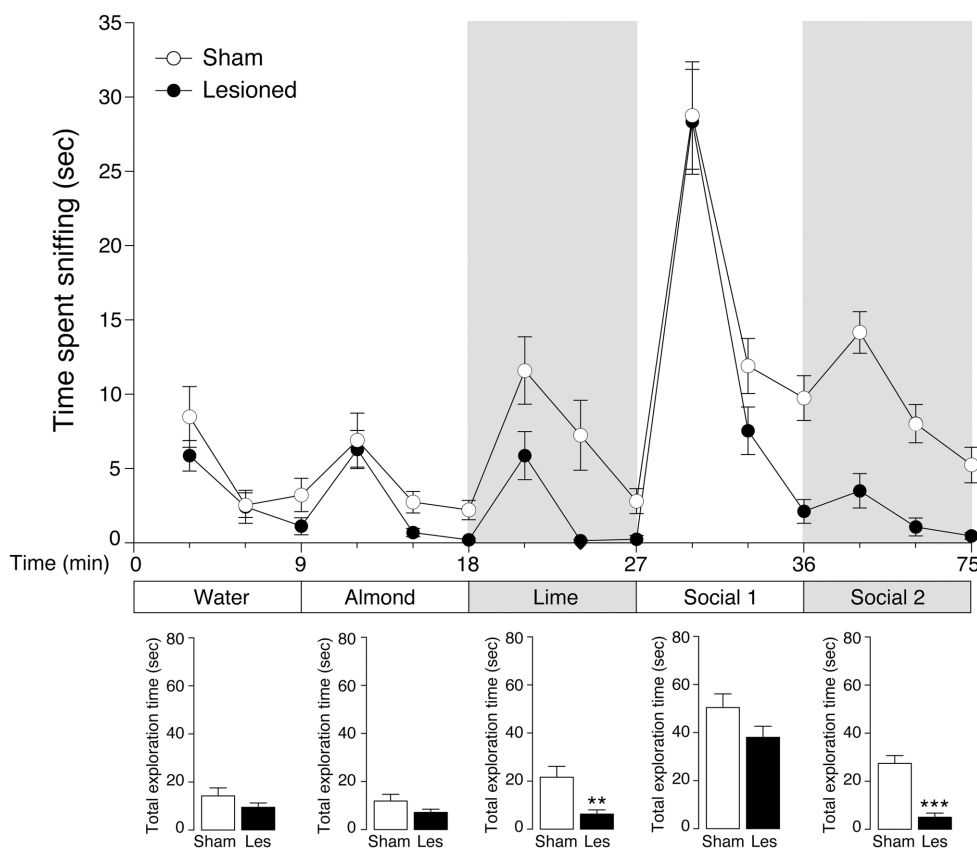 35
30
25
20
15
10
5
0
Time spent sniffing (sec)
Sham
Lesioned
Time (min) 0 9 18 27 36 75
Water Almond Lime Social 1 Social 2
Total exploration time (sec)
80
60
40
20
0
Sham Les
Total exploration time (sec)
80
60
40
20
0
Sham Les
Total exploration time (sec)
80
60
40
20
0
**
Sham Les
Total exploration time (sec)
80
60
40
20
0
Sham Les
Total exploration time (sec)
80
60
40
20
0
***
Sham Les